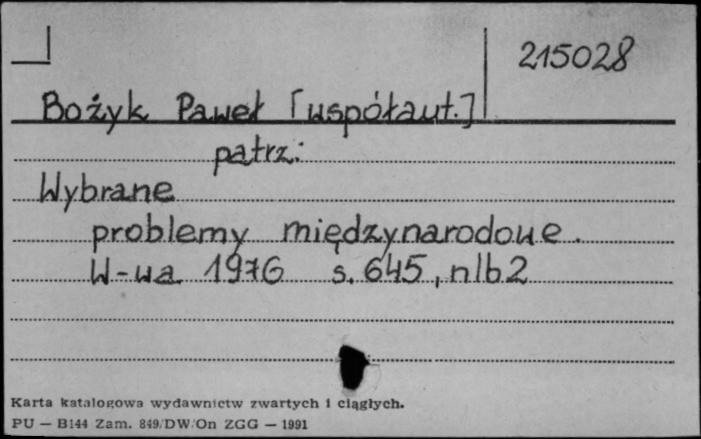 215028
Bożyk Paweł [współaut.]
patrz:
Wybrane
problemy międzynarodowe.
W-wa 1976 s. 645, nlb 2
Karta katalogowa wydawnictw zwartych i ciągłych.
PU — B144 Zam. 849/DW/On ZGG — 1991